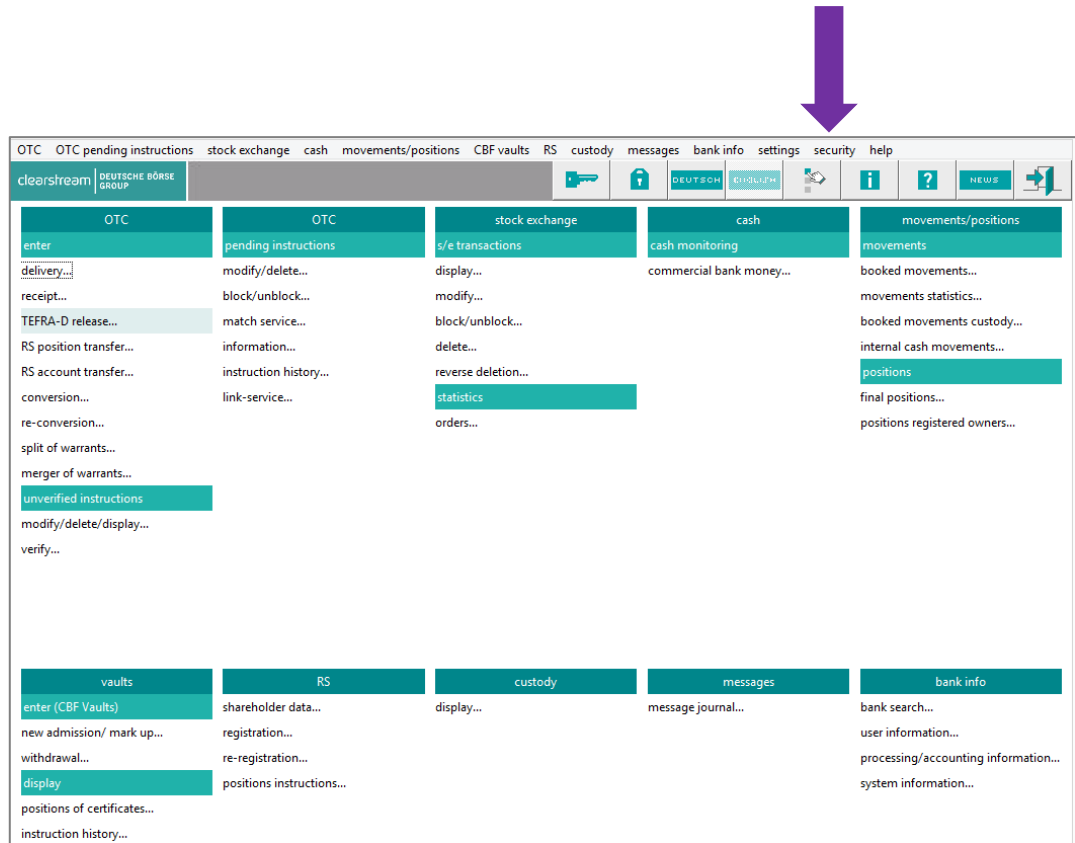 OTC OTC pending instructions stock exchange cash movements/positions CBF vaults RS custody messages bank info settings security help
clearstream DEUTSCHE BÖRSE GROUP
DEUTSCH ENGLISH i ? NEWS
OTC
enter
delivery...
receipt...
TEFRA-D release...
RS position transfer...
RS account transfer...
conversion...
re-conversion...
split of warrants...
merger of warrants...
unverified instructions
modify/delete/display...
verify...
OTC
pending instructions
modify/delete...
block/unblock...
match service...
information...
instruction history...
link-service...
stock exchange
s/e transactions
display...
modify...
block/unblock...
delete...
reverse deletion...
statistics
orders...
cash
cash monitoring
commercial bank money...
movements/positions
movements
booked movements...
movements statistics...
booked movements custody...
internal cash movements...
positions
final positions...
positions registered owners...
vaults
enter (CBF Vaults)
new admission/ mark up...
withdrawal...
display
positions of certificates...
instruction history...
RS
shareholder data...
registration...
re-registration...
positions instructions...
custody
display...
messages
message journal...
bank info
bank search...
user information...
processing/accounting information...
system information...